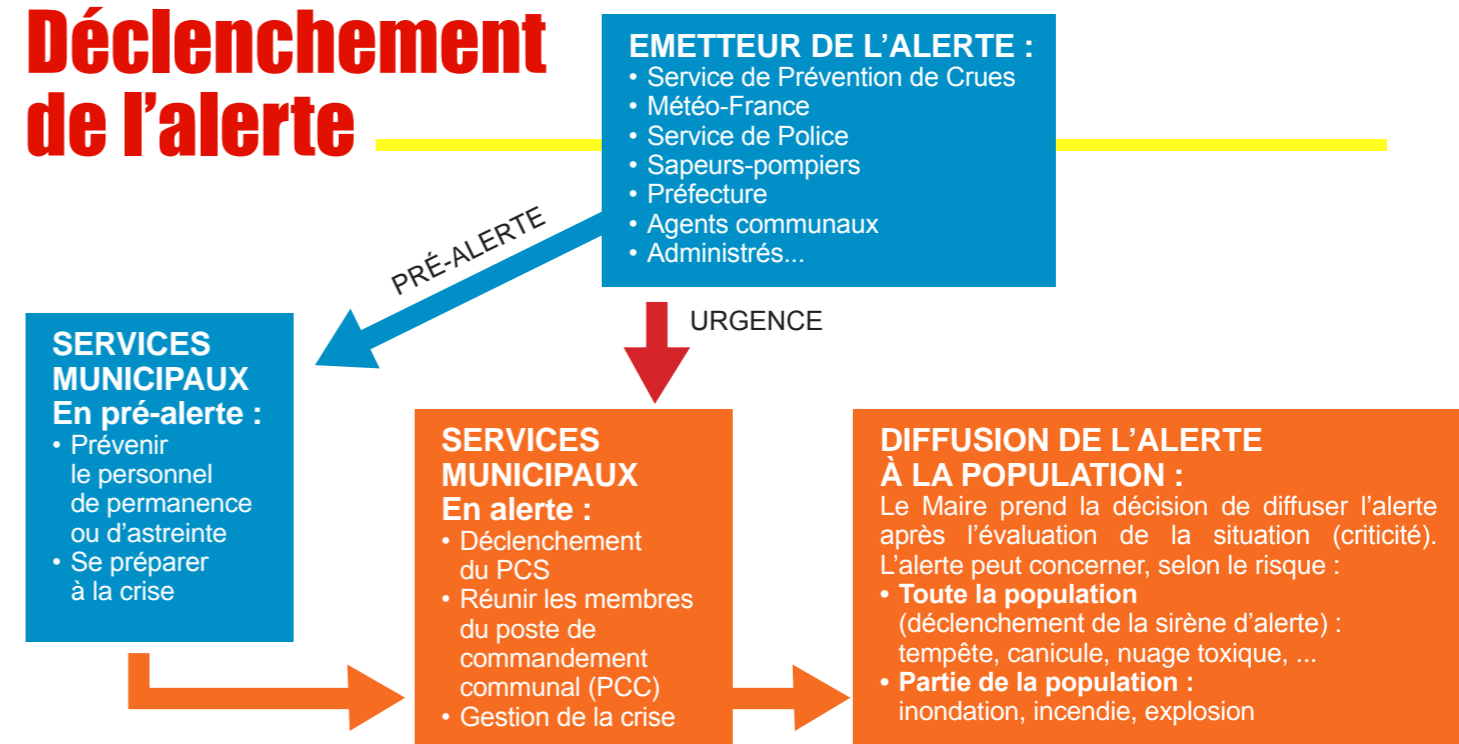 Déclenchement
de l'alerte
EMETTEUR DE L'ALERTE :
• Service de Prévention de Crues
• Météo-France
• Service de Police
• Sapeurs-pompiers
• Préfecture
• Agents communaux
• Administrés...
PRÉ-ALERTE
URGENCE
SERVICES
MUNICIPAUX
En pré-alerte :
• Prévenir
le personnel
de permanence
ou d'astreinte
• Se préparer
à la crise
SERVICES
MUNICIPAUX
En alerte :
• Déclenchement
du PCS
• Réunir les membres
du poste de
commandement
communal (PCC)
• Gestion de la crise
DIFFUSION DE L'ALERTE
À LA POPULATION :
Le Maire prend la décision de diffuser l'alerte
après l'évaluation de la situation (criticité).
L'alerte peut concerner, selon le risque :
• Toute la population
(déclenchement de la sirène d'alerte) :
tempête, canicule, nuage toxique, ...
• Partie de la population :
inondation, incendie, explosion